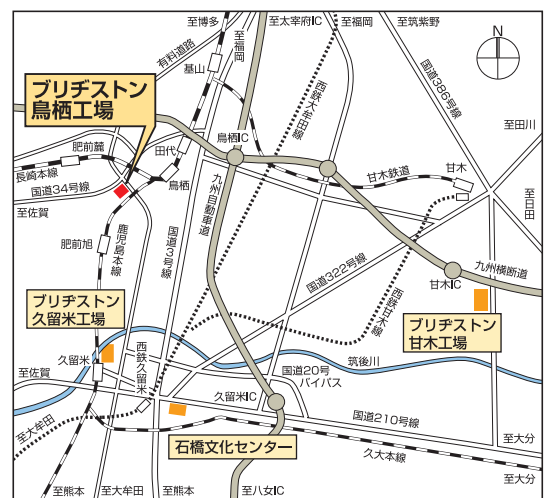 至博多
至福岡
至太宰府IC
至福岡
至筑紫野
有料道路
基山
国道386号線
N
ブリヂストン
鳥栖工場
西鉄大牟田線
至田川
鳥栖IC
肥前麓
田代
長崎本線
鳥栖
甘木鉄道
甘木
国道34号線
至日田
至佐賀
鹿児島本線
国道3号線
九州自動車道
肥前旭
国道322号線
西鉄甘木線
九州横断道
甘木IC
ブリヂストン
久留米工場
ブリヂストン
甘木工場
久留米
西鉄久留米
国道20号
バイパス
筑後川
至佐賀
久留米IC
国道210号線
石橋文化センター
久大本線
至大分
至大牟田
至大分
至熊本
至大牟田
至熊本
至八女IC